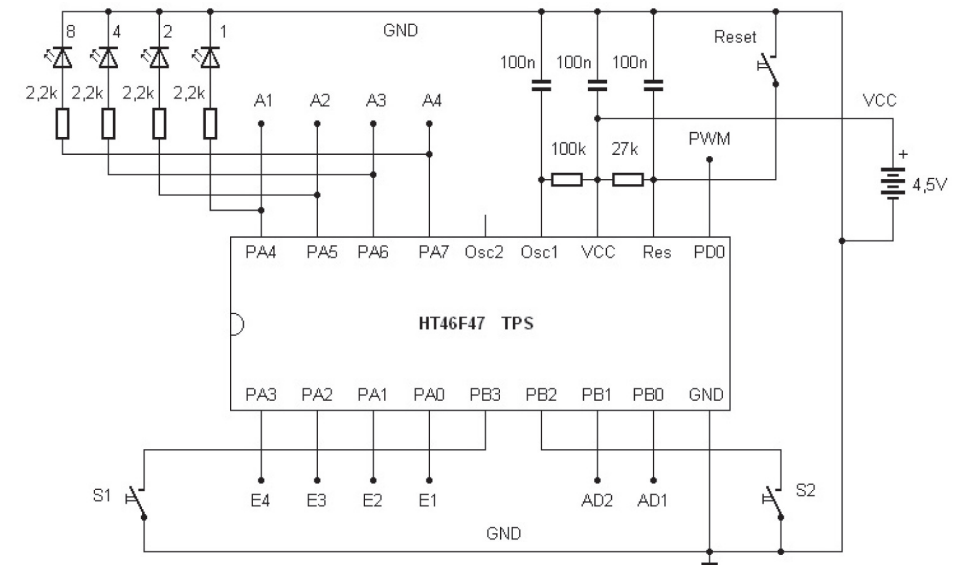 8 4 2 1
GND
Reset
100n 100n 100n
2,2k 2,2k 2,2k 2,2k
A1 A2 A3 A4
VCC
100k 27k
PWM
+
4,5V
PA4 PA5 PA6 PA7 Osc2 Osc1 VCC Res PD0
HT46F47 TPS
PA3 PA2 PA1 PA0 PB3 PB2 PB1 PB0 GND
S1
E4 E3 E2 E1
AD2 AD1
S2
GND